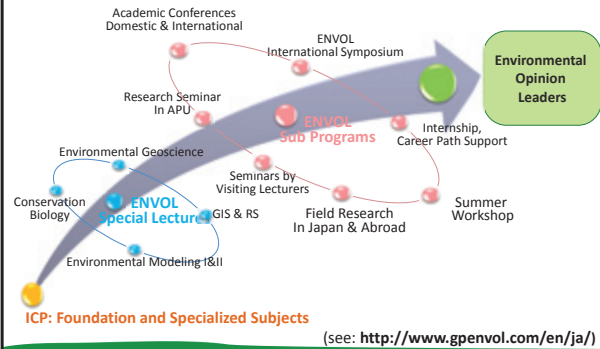 Academic Conferences
Domestic & International
ENVOL
International Symposium
Environmental
Opinion
Leaders
Research Seminar
In APU
ENVOL
Sub Programs
Internship,
Career Path Support
Environmental Geoscience
Seminars by
Visiting Lecturers
Conservation
Biology
ENVOL
Special Lectures
GIS & RS
Field Research
In Japan & Abroad
Summer
Workshop
Environmental Modeling I&II
ICP: Foundation and Specialized Subjects
(see: http://www.gpenvol.com/en/ja/)